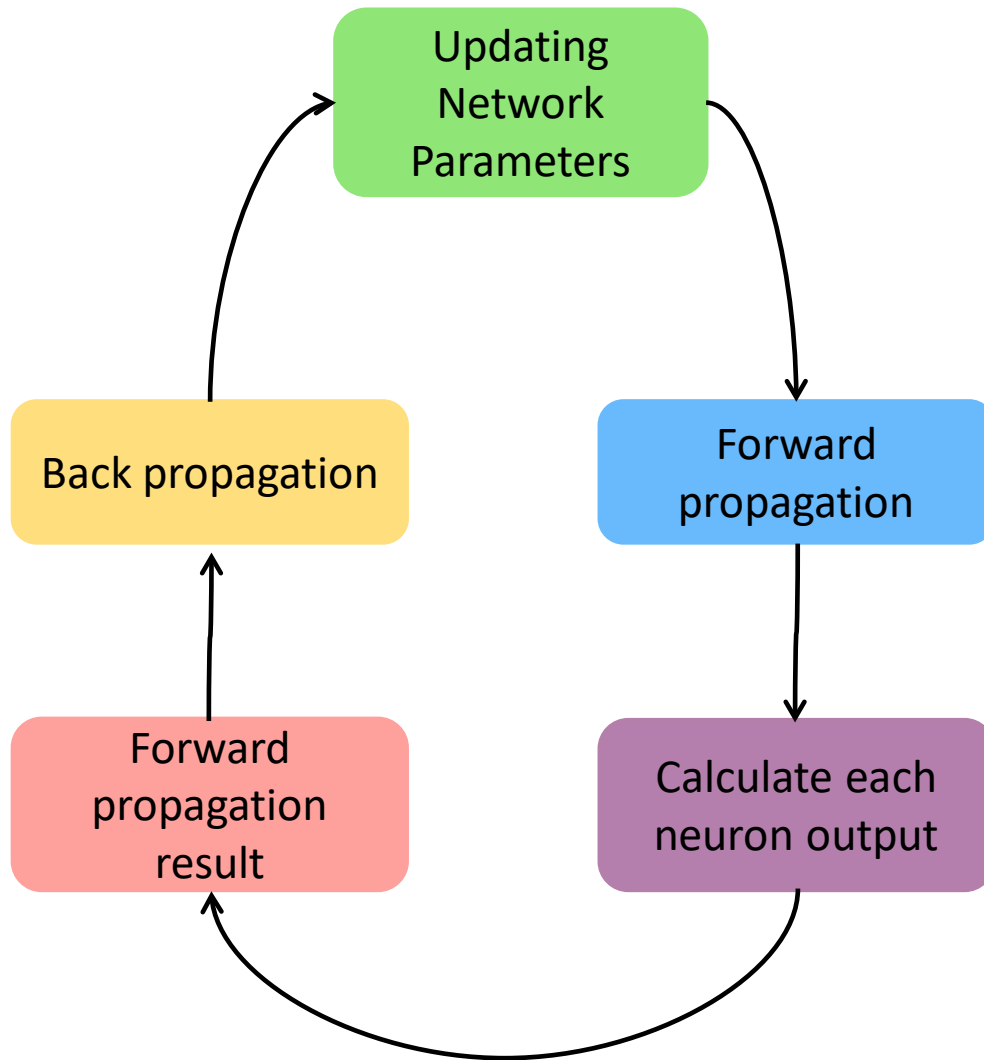 Updating
Network
Parameters
Back propagation
Forward
propagation
Forward
propagation
result
Calculate each
neuron output